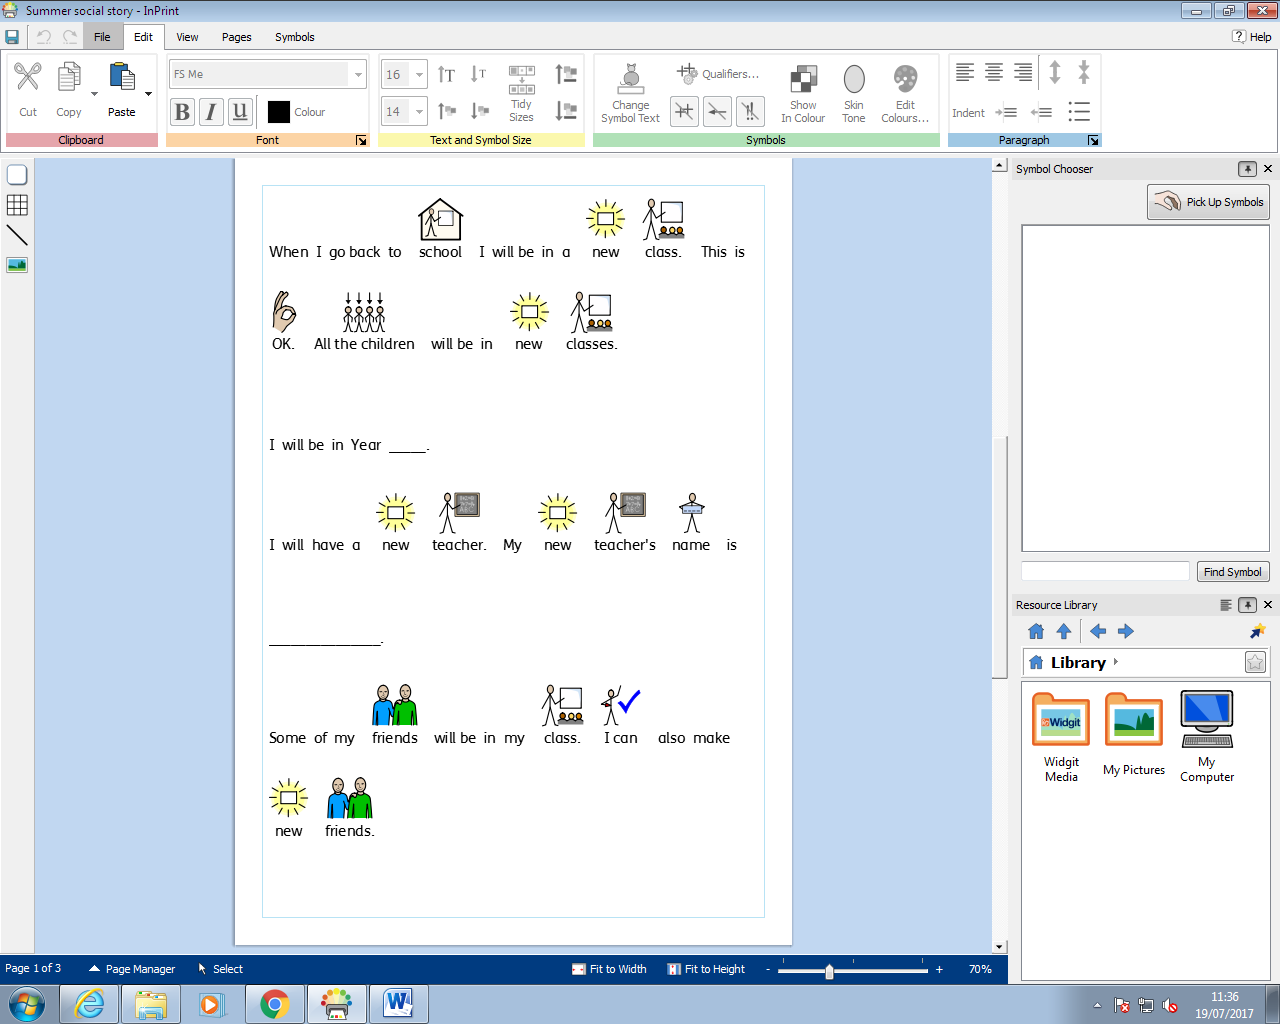 Summer social story - InPrint
File Edit View Pages Symbols Help
Cut Copy Paste
Clipboard
FS Me
B I U Colour
Font
16
14
Tidy Sizes
Text and Symbol Size
Change Symbol Text
Qualifiers...
Show In Colour
Skin Tone
Edit Colours...
Symbols
Indent
Paragraph
When I go back to school I will be in a new class. This is
OK. All the children will be in new classes.
I will be in Year _____.
I will have a new teacher. My new teacher's name is
_______________.
Some of my friends will be in my class. I can also make
new friends.
Symbol Chooser
Pick Up Symbols
Find Symbol
Resource Library
Library
Widgit
Widgit Media
My Pictures
My Computer
Page 1 of 3 Page Manager Select Fit to Width Fit to Height - + 70%
11:36
19/07/2017